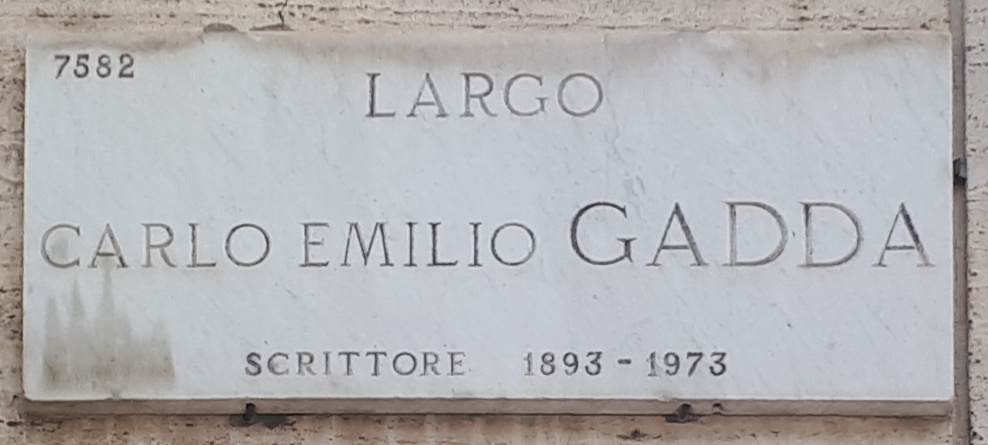 7582
LARGO
CARLO EMILIO GADDA
SCRITTORE 1893 - 1973